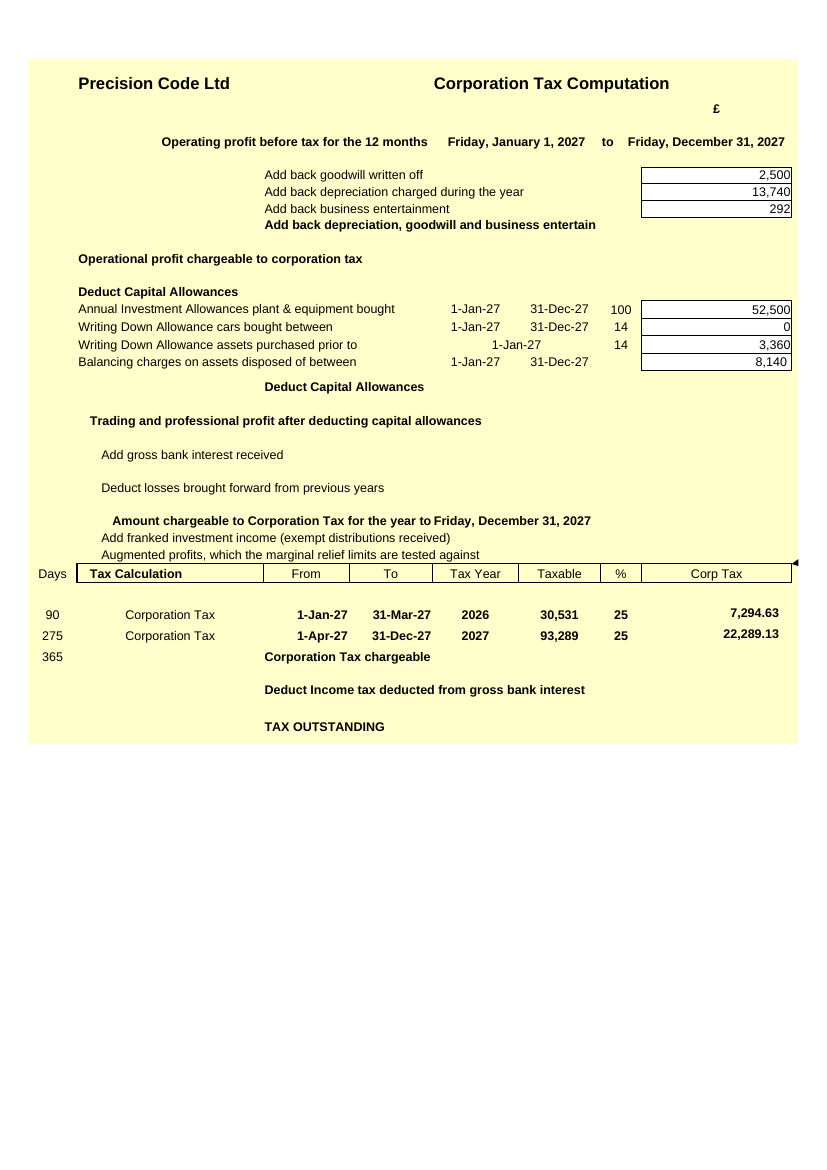 Precision Code Ltd Corporation Tax Computation
£
Operating profit before tax for the 12 months Friday, January 1, 2027 to Friday, December 31, 2027
Add back goodwill written off 2,500
Add back depreciation charged during the year 13,740
Add back business entertainment 292
Add back depreciation, goodwill and business entertain
Operational profit chargeable to corporation tax
Deduct Capital Allowances
Annual Investment Allowances plant & equipment bought 1-Jan-27 31-Dec-27 100 52,500
Writing Down Allowance cars bought between 1-Jan-27 31-Dec-27 14 0
Writing Down Allowance assets purchased prior to 1-Jan-27 14 3,360
Balancing charges on assets disposed of between 1-Jan-27 31-Dec-27 8,140
Deduct Capital Allowances
Trading and professional profit after deducting capital allowances
Add gross bank interest received
Deduct losses brought forward from previous years
Amount chargeable to Corporation Tax for the year to Friday, December 31, 2027
Add franked investment income (exempt distributions received)
Augmented profits, which the marginal relief limits are tested against
Days Tax Calculation From To Tax Year Taxable % Corp Tax
90 Corporation Tax 1-Jan-27 31-Mar-27 2026 30,531 25 7,294.63
275 Corporation Tax 1-Apr-27 31-Dec-27 2027 93,289 25 22,289.13
365 Corporation Tax chargeable
Deduct Income tax deducted from gross bank interest
TAX OUTSTANDING